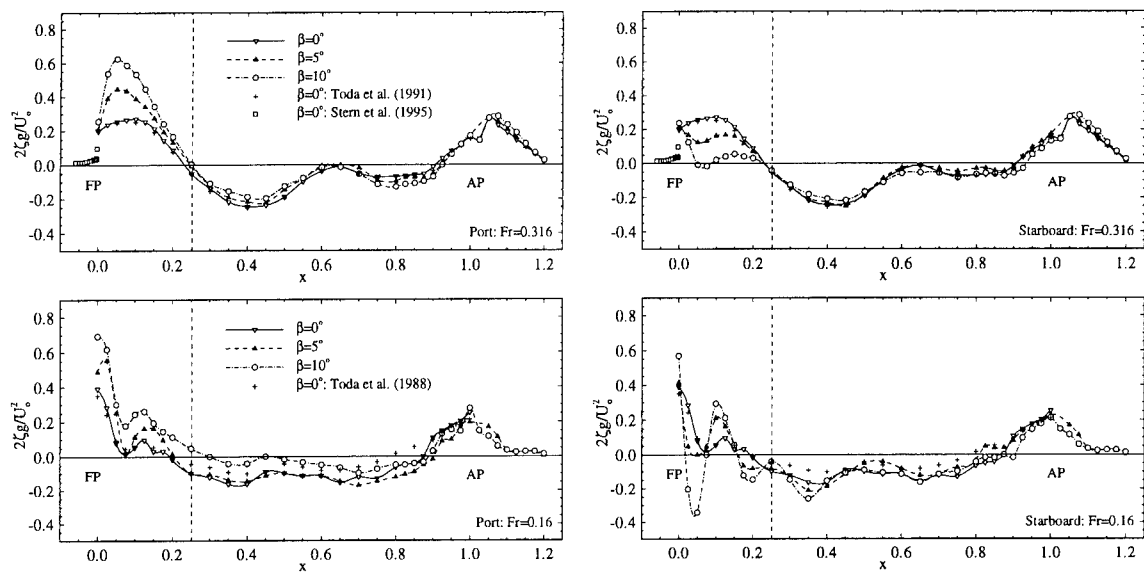 2ζg/U₀²
0.8
0.6
0.4
0.2
0.0
-0.2
-0.4
β=0°
β=5°
β=10°
β=0°: Toda et al. (1991)
β=0°: Stern et al. (1995)
FP
AP
Port: Fr=0.316
0.0 0.2 0.4 0.6 0.8 1.0 1.2
x
2ζg/U₀²
0.8
0.6
0.4
0.2
0.0
-0.2
-0.4
FP
AP
Starboard: Fr=0.316
0.0 0.2 0.4 0.6 0.8 1.0 1.2
x
2ζg/U₀²
0.8
0.6
0.4
0.2
0.0
-0.2
-0.4
β=0°
β=5°
β=10°
β=0°: Toda et al. (1988)
FP
AP
Port: Fr=0.16
0.0 0.2 0.4 0.6 0.8 1.0 1.2
x
2ζg/U₀²
0.8
0.6
0.4
0.2
0.0
-0.2
-0.4
FP
AP
Starboard: Fr=0.16
0.0 0.2 0.4 0.6 0.8 1.0 1.2
x